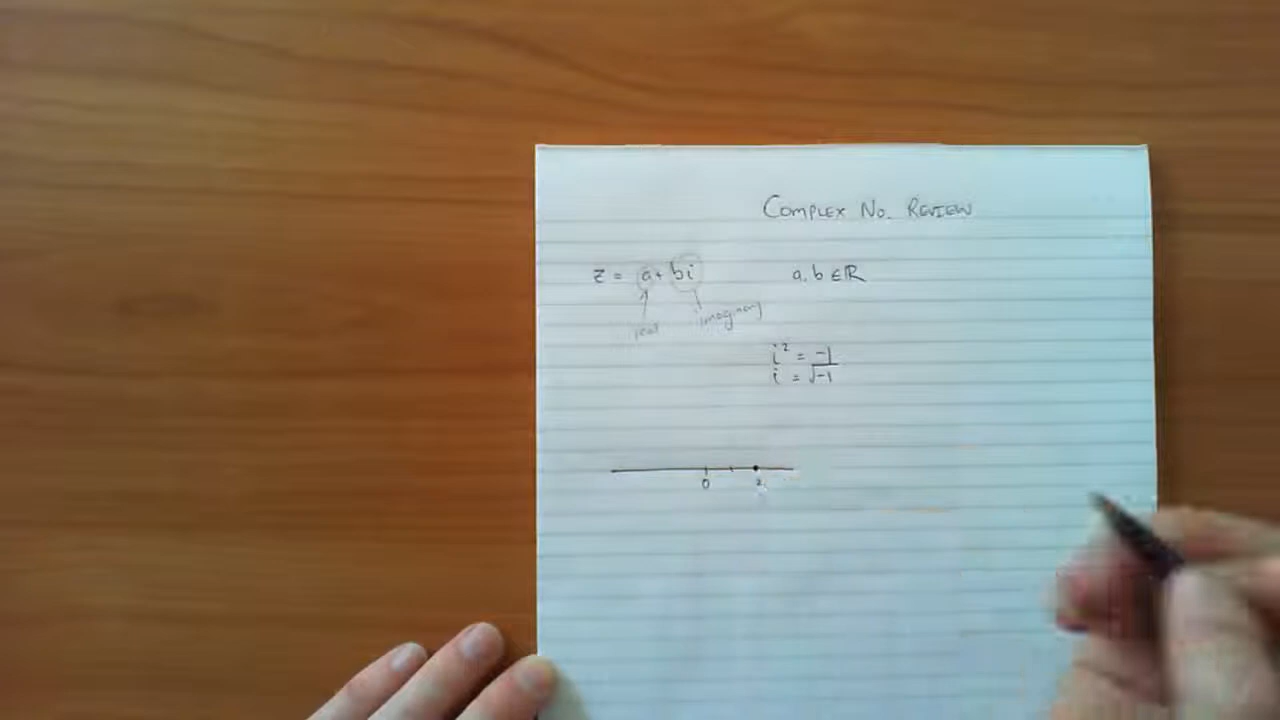 COMPLEX NO. REVIEW
z = a + bi    a, b ∈ ℝ
real    imaginary
i² = -1
i = √-1
0    2